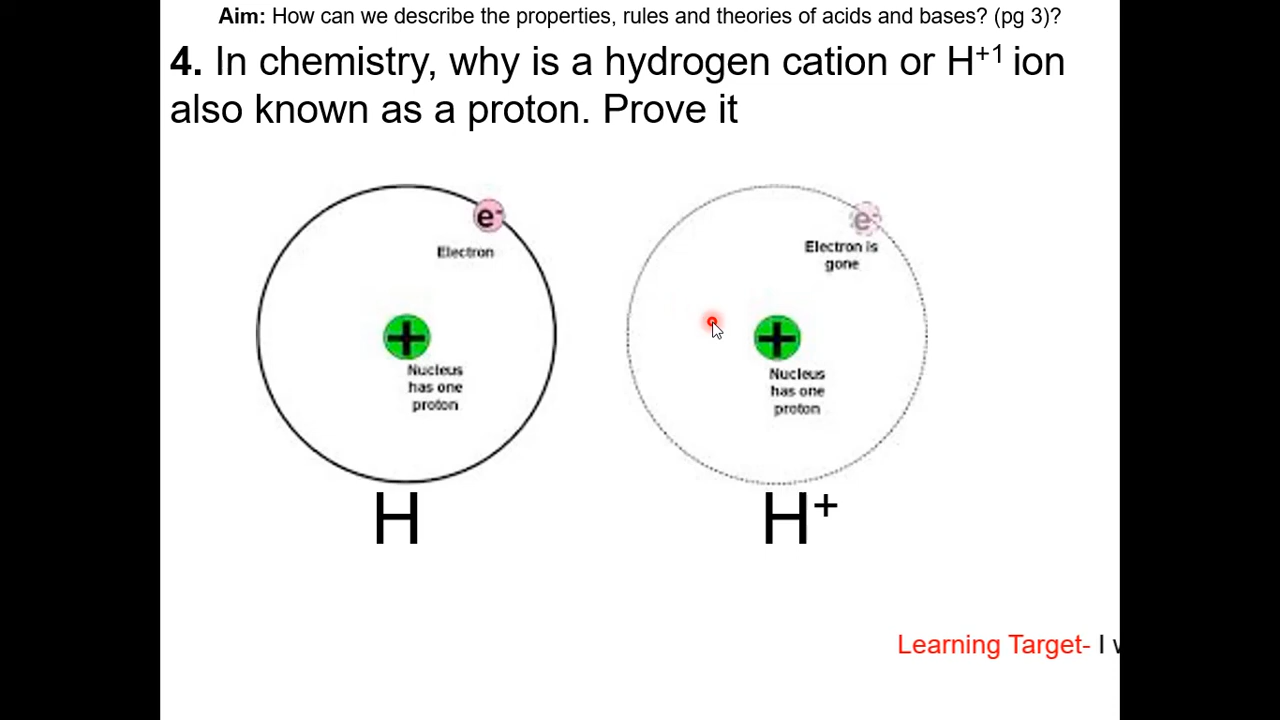 Aim: How can we describe the properties, rules and theories of acids and bases? (pg 3)?
4. In chemistry, why is a hydrogen cation or H+1 ion
also known as a proton. Prove it
e-
Electron
+
Nucleus
has one
proton
H
e-
Electron is
gone
+
Nucleus
has one
proton
H+
Learning Target- I